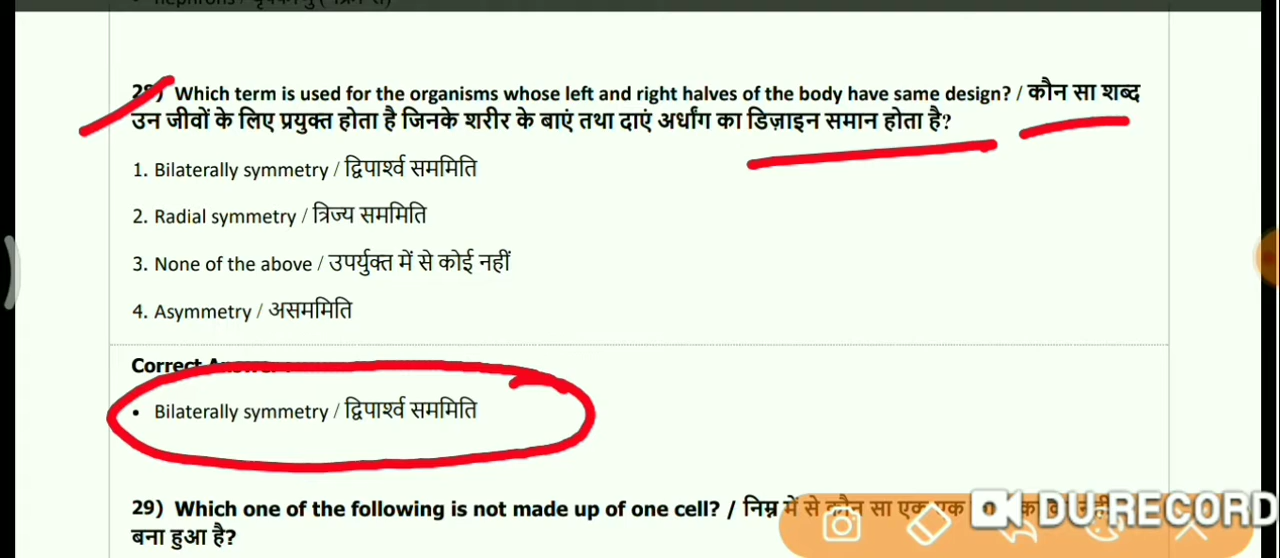 28) Which term is used for the organisms whose left and right halves of the body have same design? / कौन सा शब्द
उन जीवों के लिए प्रयुक्त होता है जिनके शरीर के बाएं तथा दाएं अर्धांग का डिज़ाइन समान होता है?
1. Bilaterally symmetry / द्विपार्श्व सममिति
2. Radial symmetry / त्रिज्य सममिति
3. None of the above / उपर्युक्त में से कोई नहीं
4. Asymmetry / असममिति
Correct Answer :
• Bilaterally symmetry / द्विपार्श्व सममिति
29) Which one of the following is not made up of one cell? / निम्न में से कौन सा एक एक
बना हुआ है?
DU RECORD